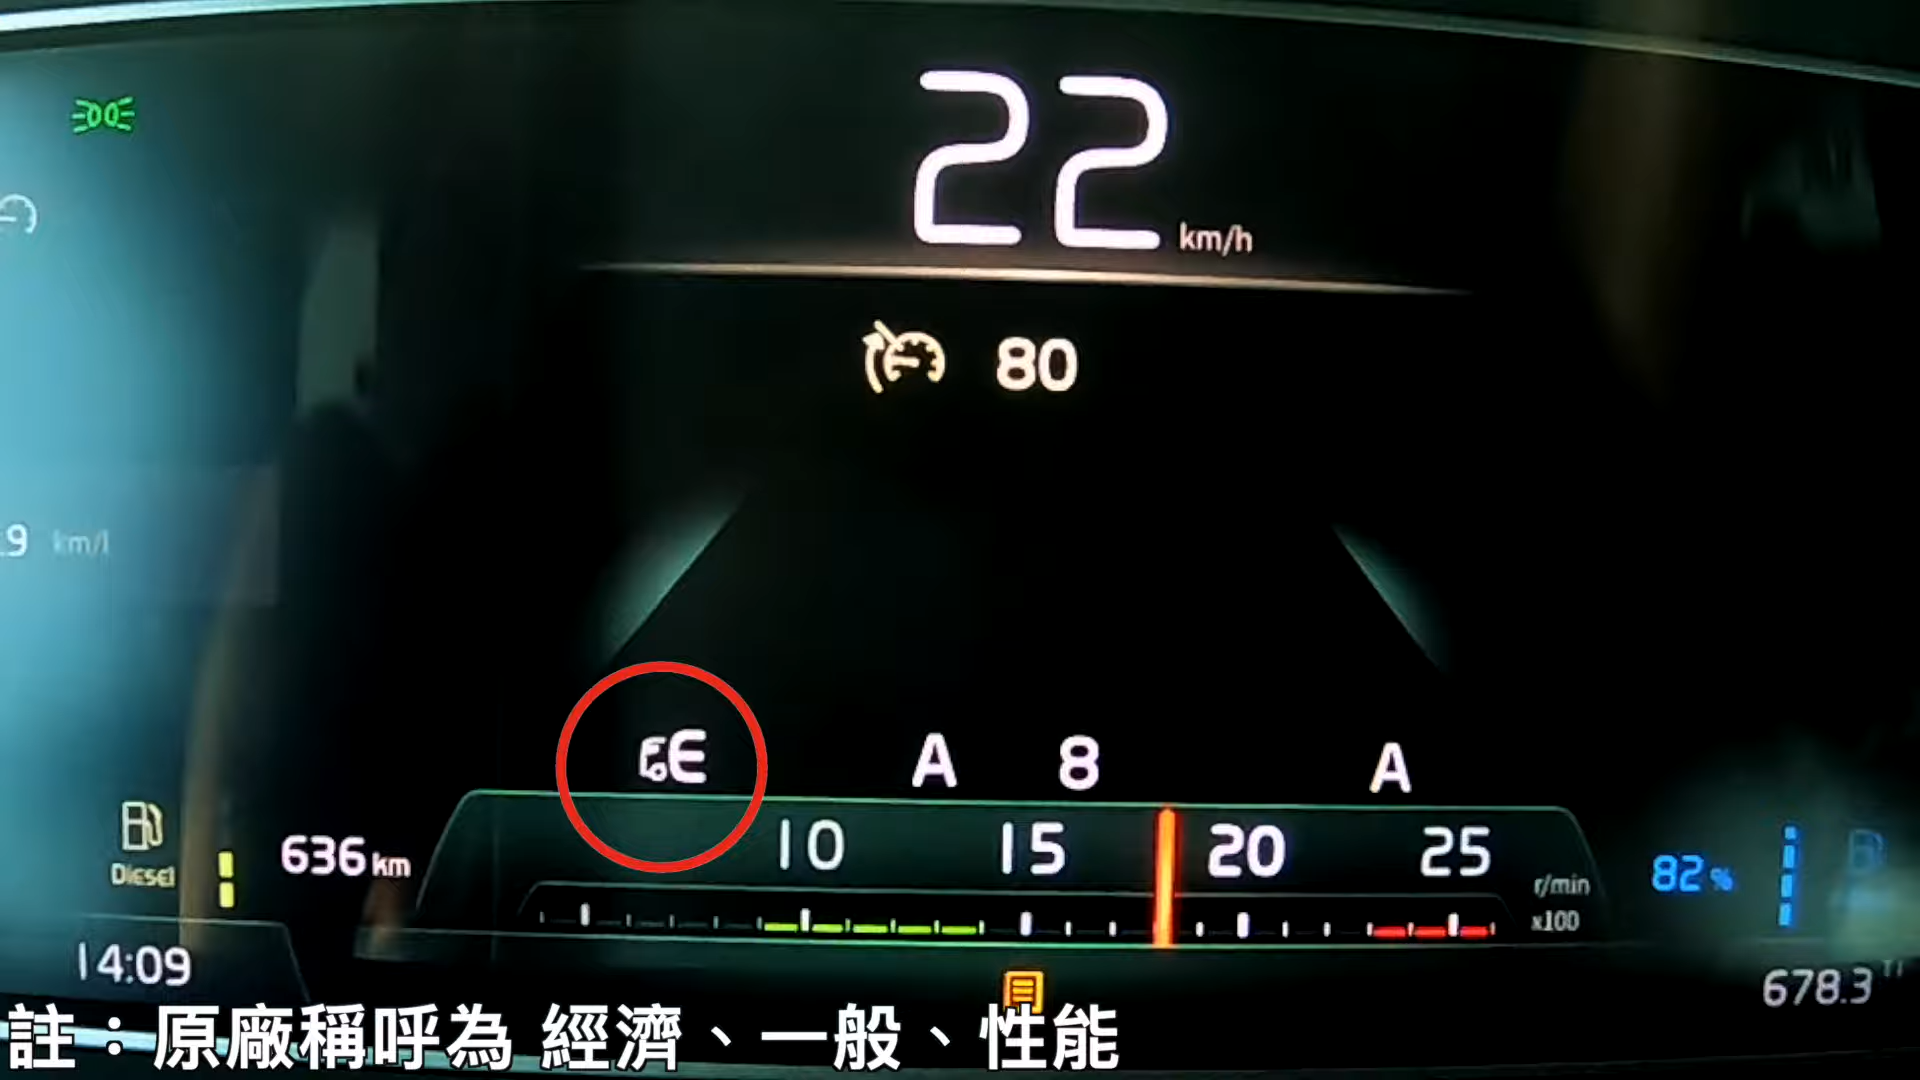 22 km/h
80
.9 km/l
E A 8 A
10 15 20 25
r/min
x100
Diesel
636 km
82 %
14:09
678.3
註：原廠稱呼為 經濟、一般、性能